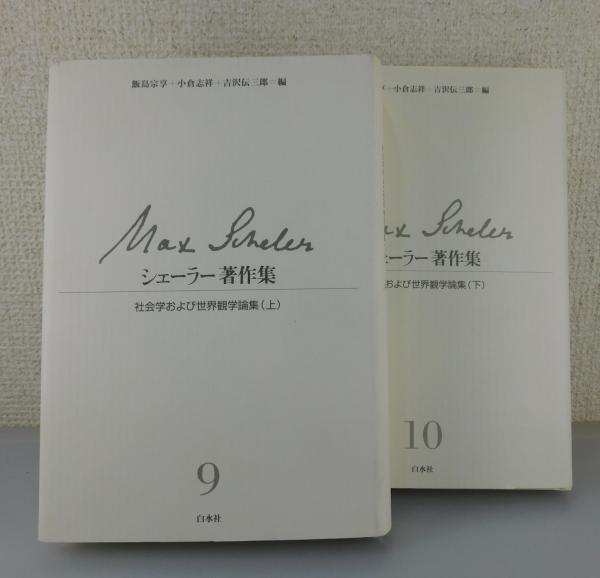 飯島宗享+小倉志祥+吉沢伝三郎=編
Max Scheler
シェーラー著作集
社会学および世界観学論集(上)
9
白水社
+小倉志祥+吉沢伝三郎=編
Scheler
ーラー著作集
および世界観学論集(下)
10
白水社